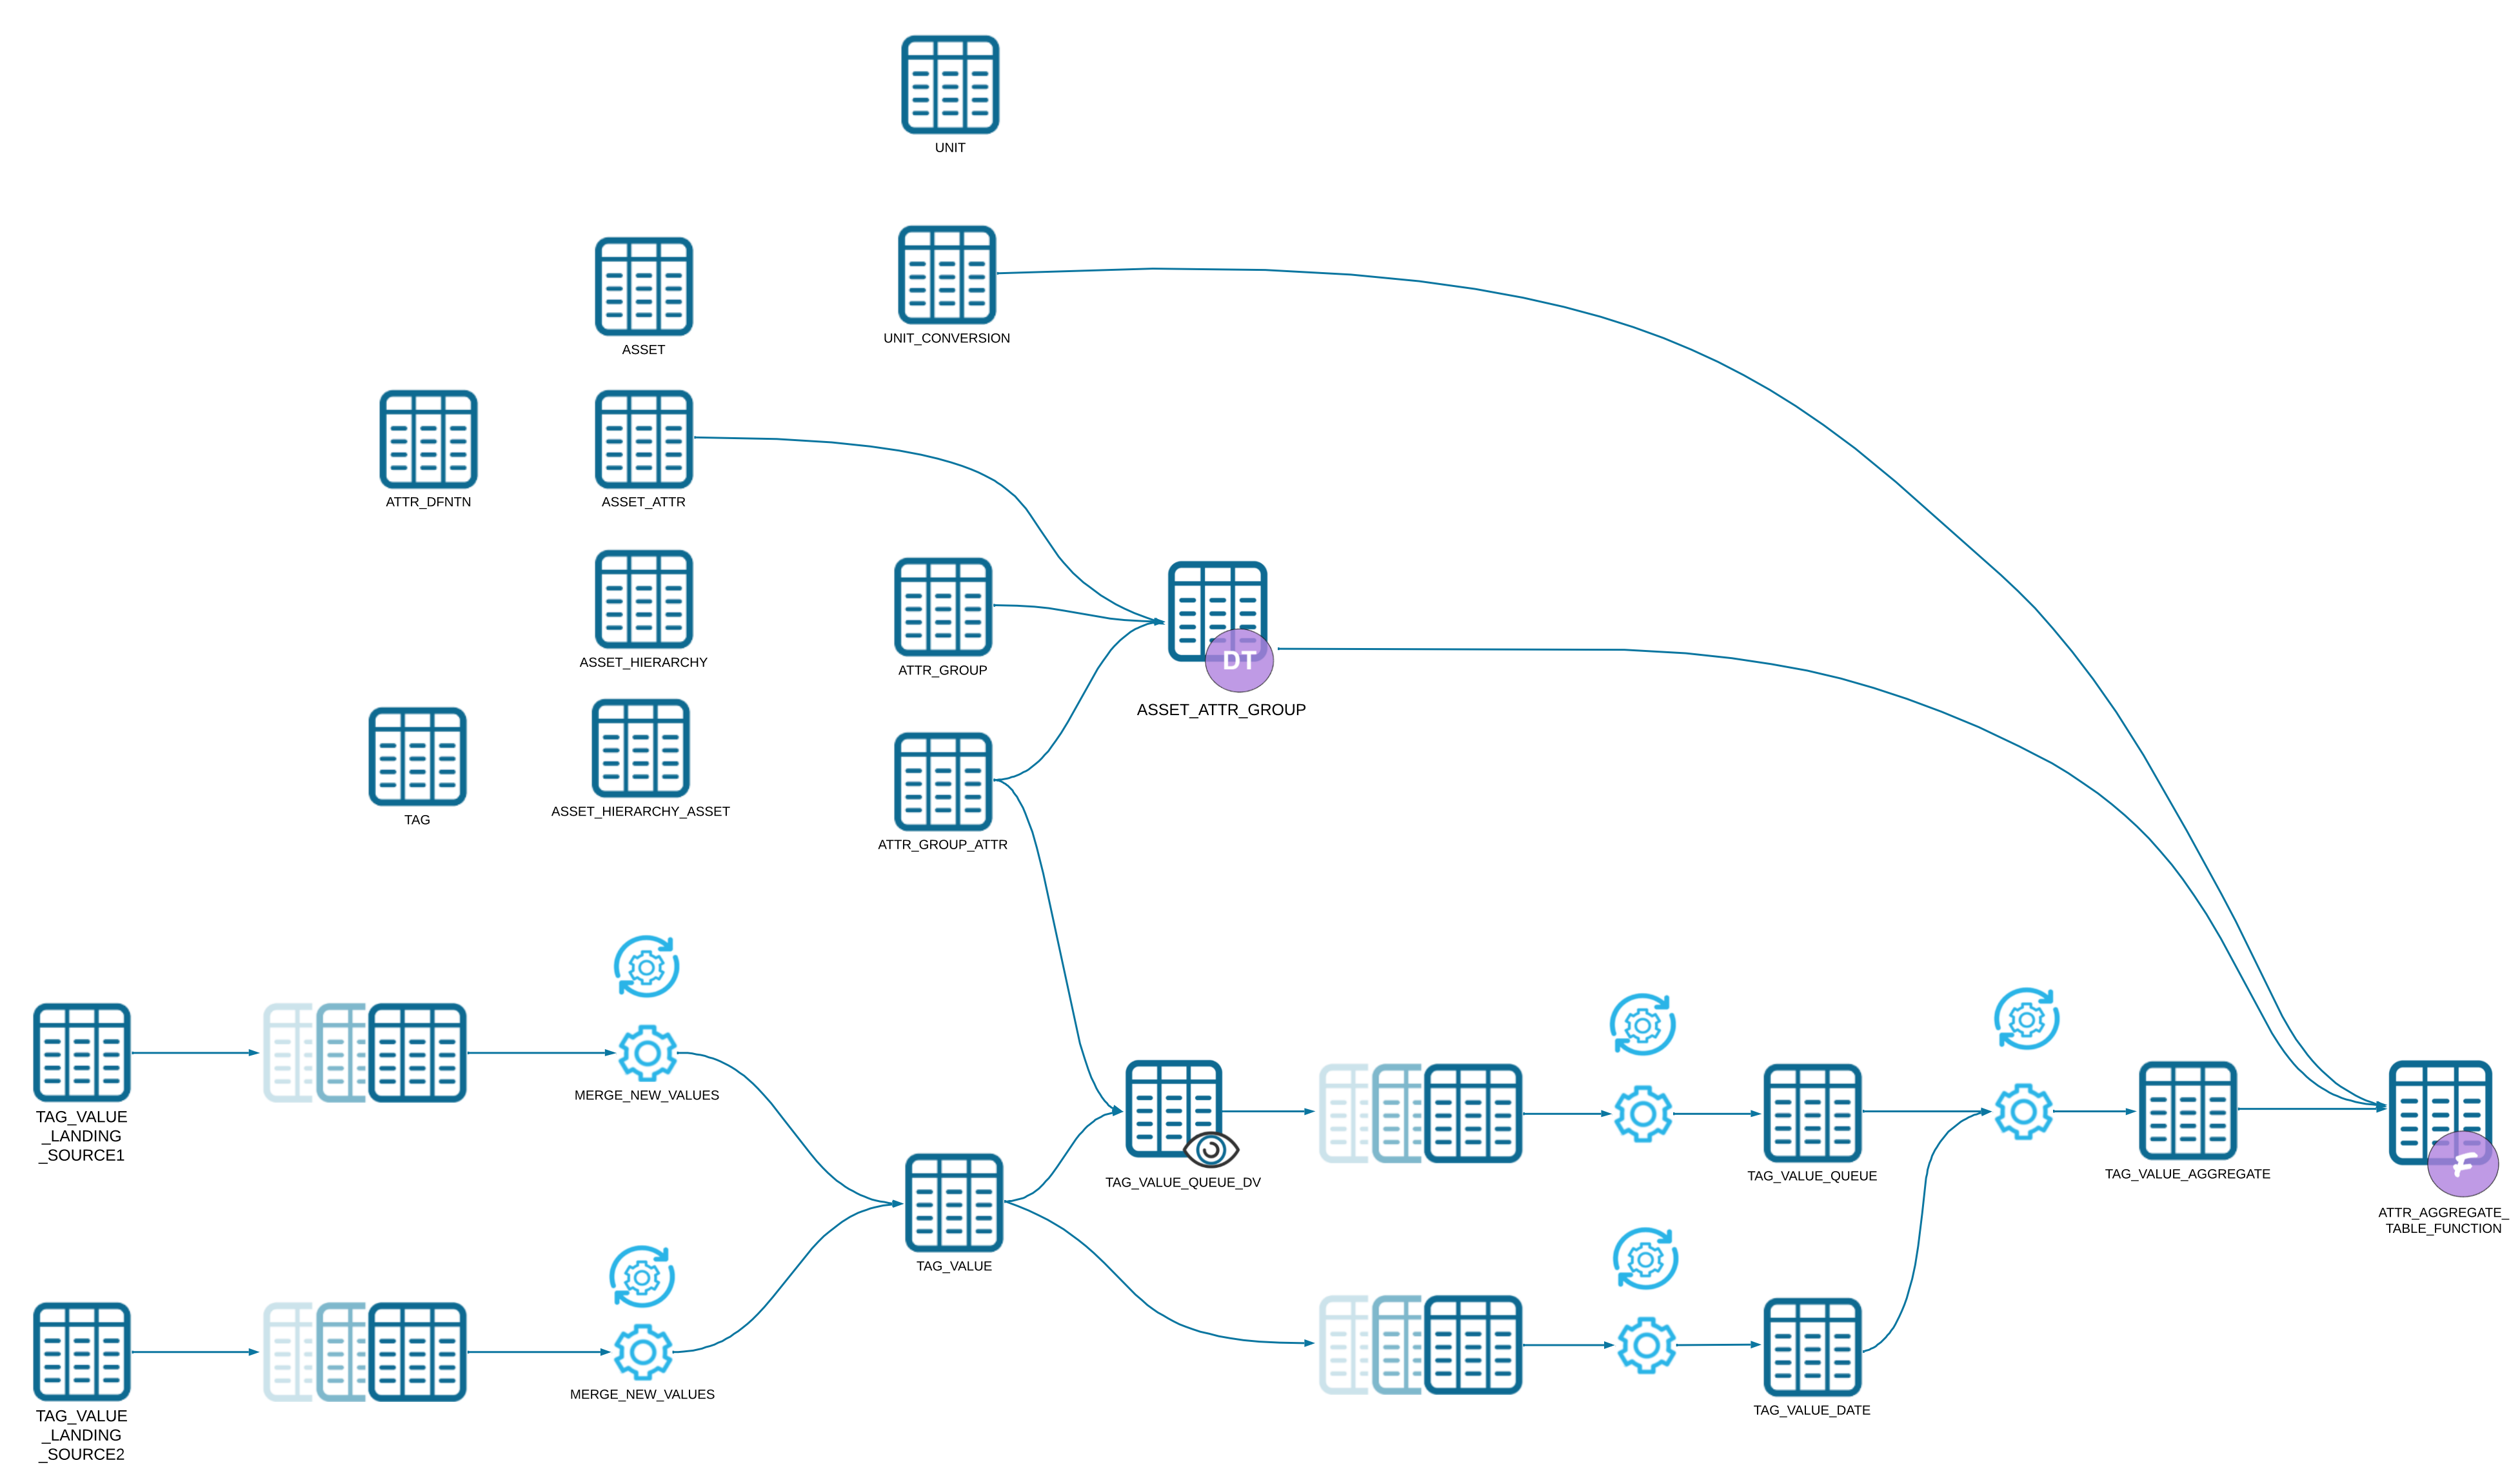 UNIT
UNIT_CONVERSION
ASSET
ATTR_DFNTN
ASSET_ATTR
ASSET_HIERARCHY
ATTR_GROUP
DT
ASSET_ATTR_GROUP
TAG
ASSET_HIERARCHY_ASSET
ATTR_GROUP_ATTR
MERGE_NEW_VALUES
TAG_VALUE
_LANDING
_SOURCE1
TAG_VALUE_QUEUE_DV
TAG_VALUE_QUEUE
TAG_VALUE_AGGREGATE
F
ATTR_AGGREGATE_
TABLE_FUNCTION
TAG_VALUE
MERGE_NEW_VALUES
TAG_VALUE_DATE
TAG_VALUE
_LANDING
_SOURCE2